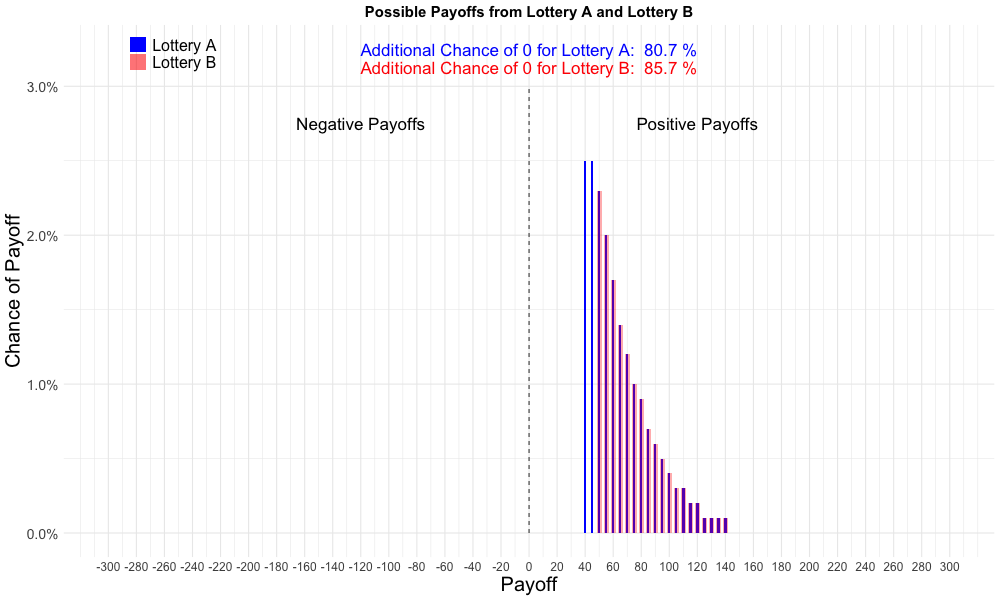 Possible Payoffs from Lottery A and Lottery B
Lottery A
Lottery B
Additional Chance of 0 for Lottery A: 80.7 %
Additional Chance of 0 for Lottery B: 85.7 %
Negative Payoffs
Positive Payoffs
Chance of Payoff
3.0%
2.0%
1.0%
0.0%
-300 -280 -260 -240 -220 -200 -180 -160 -140 -120 -100 -80 -60 -40 -20 0 20 40 60 80 100 120 140 160 180 200 220 240 260 280 300
Payoff